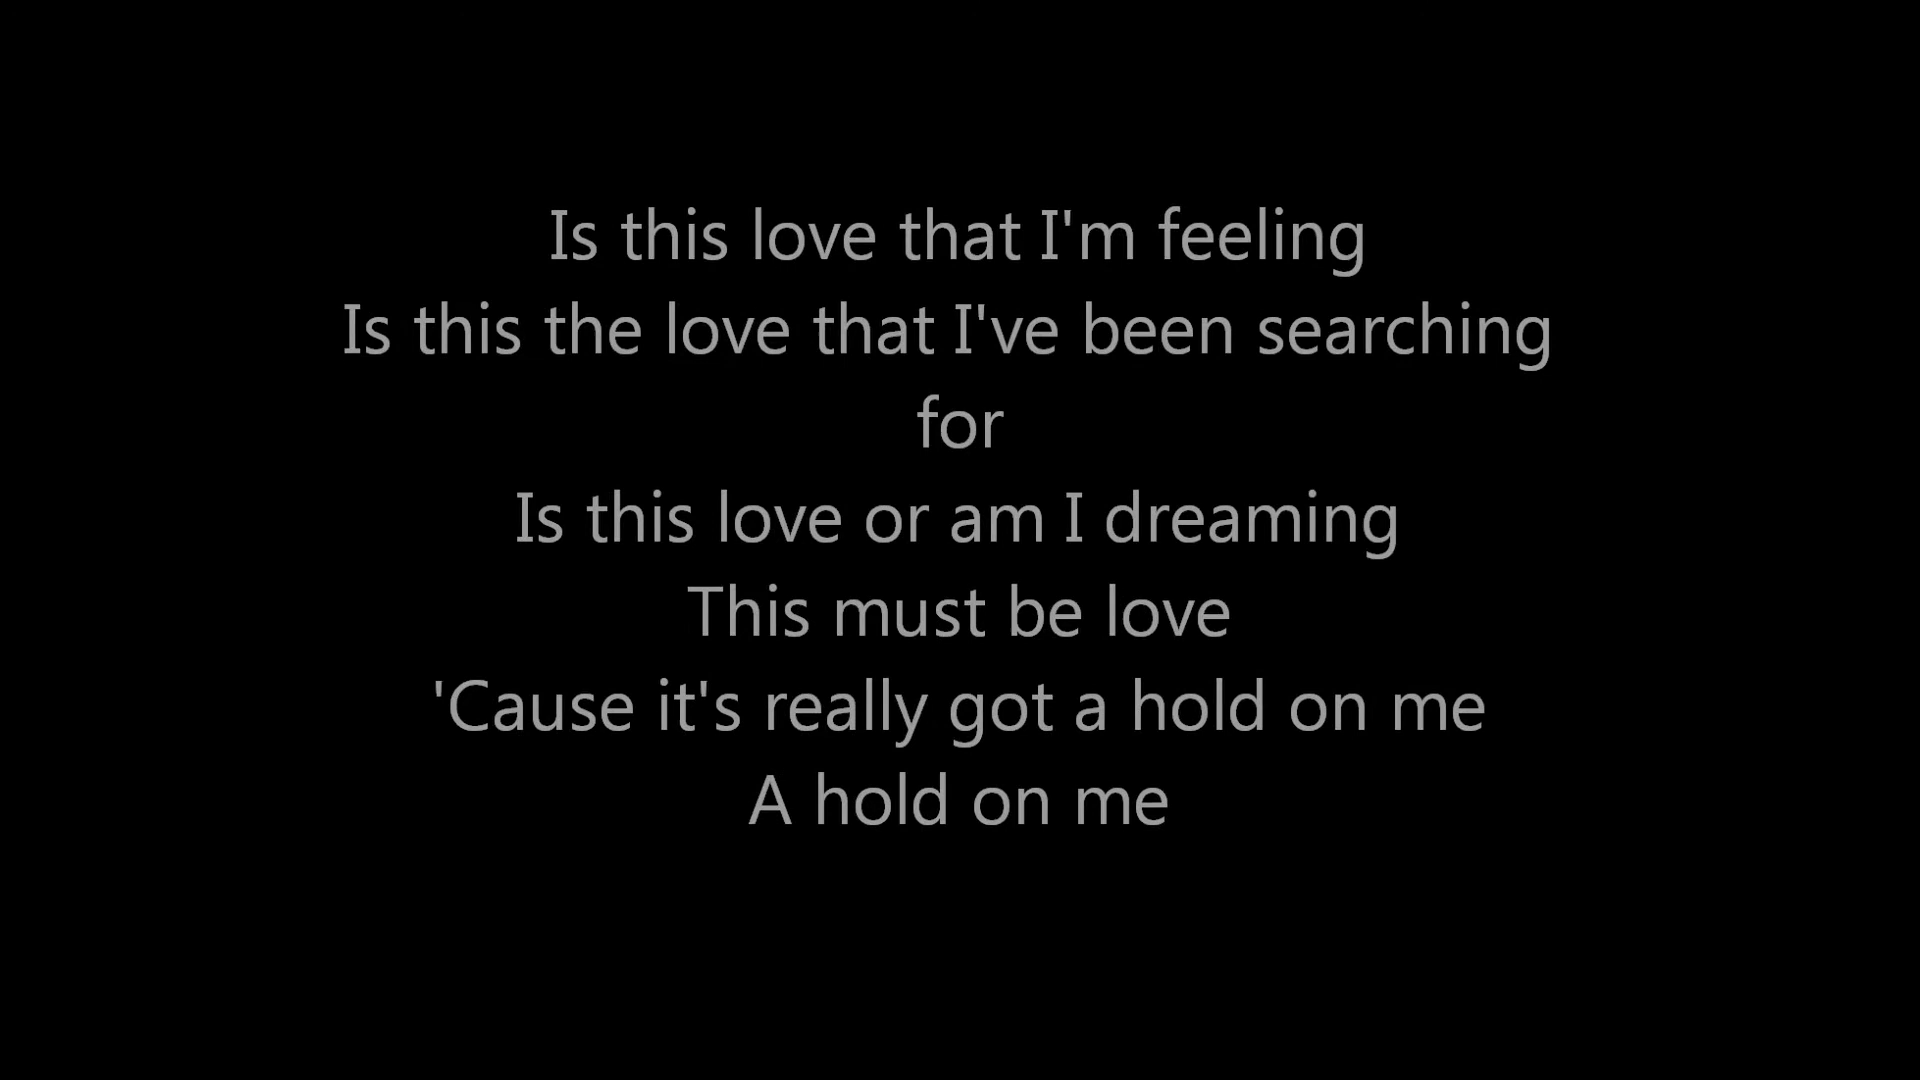 Is this love that I'm feeling
Is this the love that I've been searching
for
Is this love or am I dreaming
This must be love
'Cause it's really got a hold on me
A hold on me